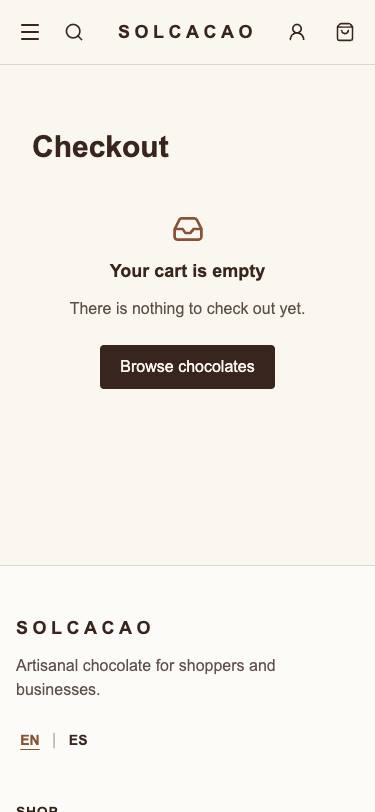 SOLCACAO
Checkout
Your cart is empty
There is nothing to check out yet.
Browse chocolates
SOLCACAO
Artisanal chocolate for shoppers and
businesses.
EN | ES
SHOP